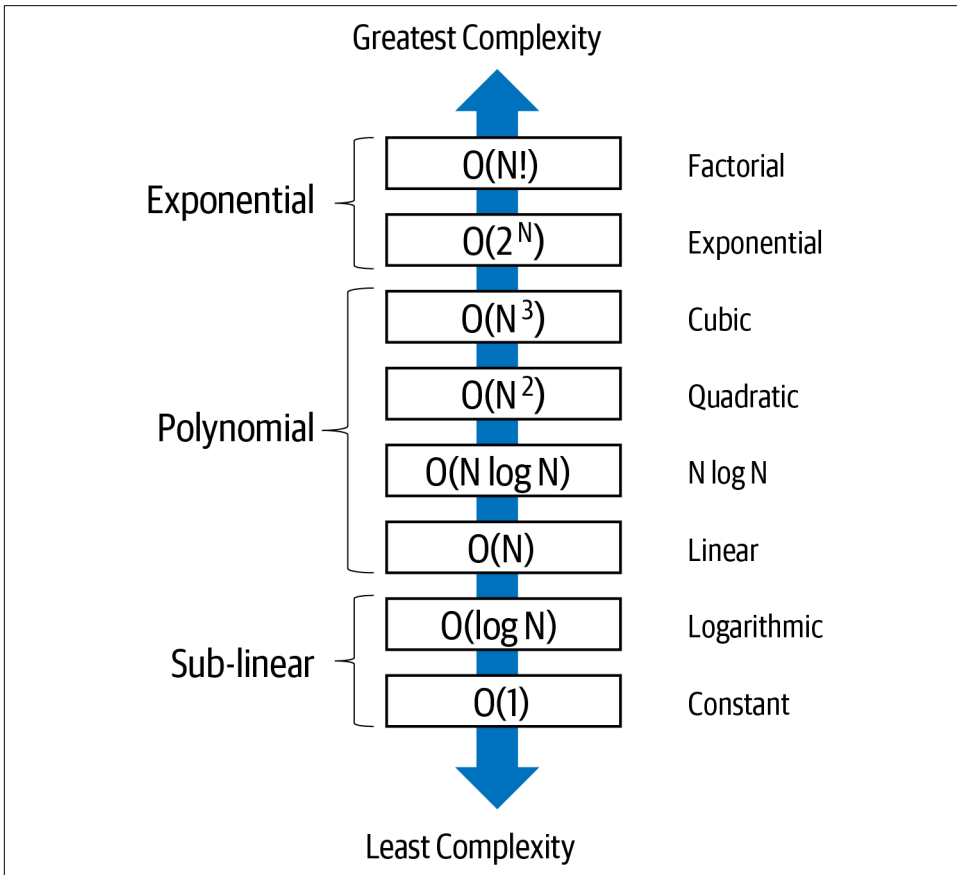 Greatest Complexity
Exponential
O(N!)
Factorial
O(2^N)
Exponential
Polynomial
O(N^3)
Cubic
O(N^2)
Quadratic
O(N log N)
N log N
O(N)
Linear
Sub-linear
O(log N)
Logarithmic
O(1)
Constant
Least Complexity